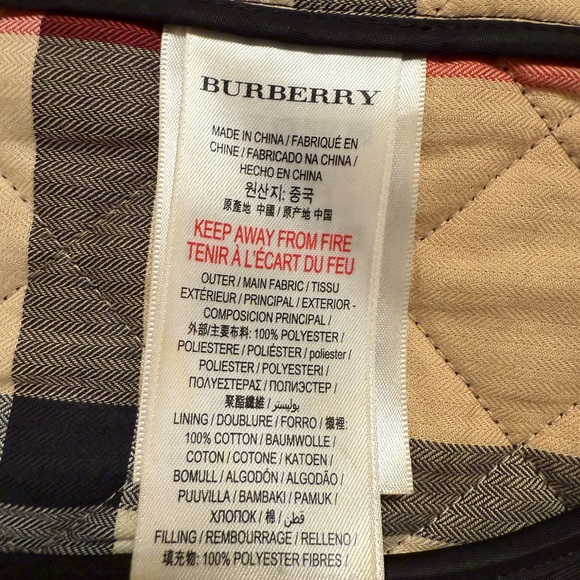 BURBERRY
MADE IN CHINA / FABRIQUÉ EN
CHINE / FABRICADO NA CHINA /
HECHO EN CHINA
원산지: 중국
原產地 中國 / 原产地 中国
KEEP AWAY FROM FIRE
TENIR À L'ÉCART DU FEU
OUTER / MAIN FABRIC / TISSU
EXTÉRIEUR / PRINCIPAL / EXTERIOR -
COMPOSICION PRINCIPAL /
外部/主要布料: 100% POLYESTER /
POLIESTERE / POLIÉSTER / poliester /
POLIESTER / POLYESTERI /
ΠΟΛΥΕΣΤΕΡΑΣ / ПОЛИЭСТЕР /
聚酯纖維 / بوليستر /
LINING / DOUBLURE / FORRO / 襯裡:
100% COTTON / BAUMWOLLE /
COTON / COTONE / KATOEN /
BOMULL / ALGODÓN / ALGODÃO /
PUUVILLA / BAMBAKI / PAMUK /
ХЛОПОК / 棉 / قطن /
FILLING / REMBOURRAGE / RELLENO /
填充物: 100% POLYESTER FIBRES /